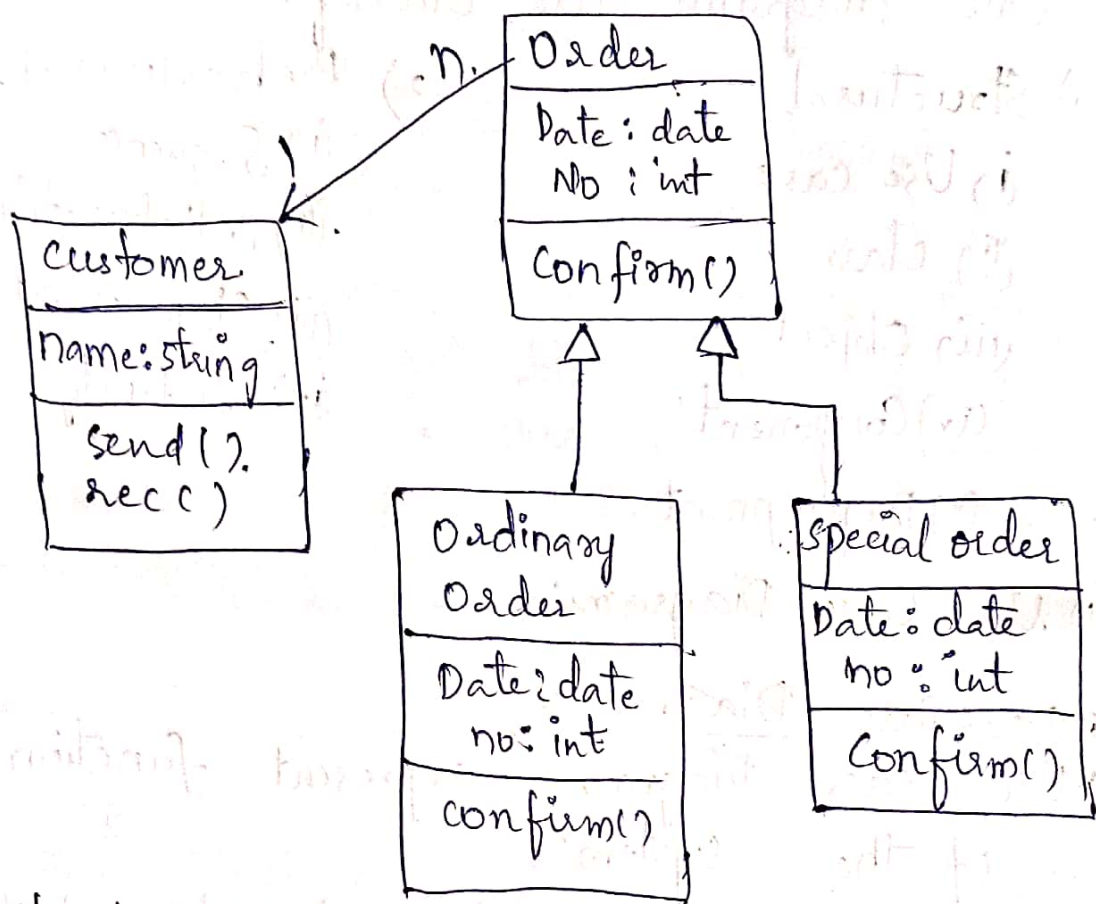 n.
Order
Date : date
No : int
Confirm()
1
customer
name: string
send().
rec()
Ordinary
Order
Date : date
no: int
confirm()
special order
Date : date
no : int
Confirm()